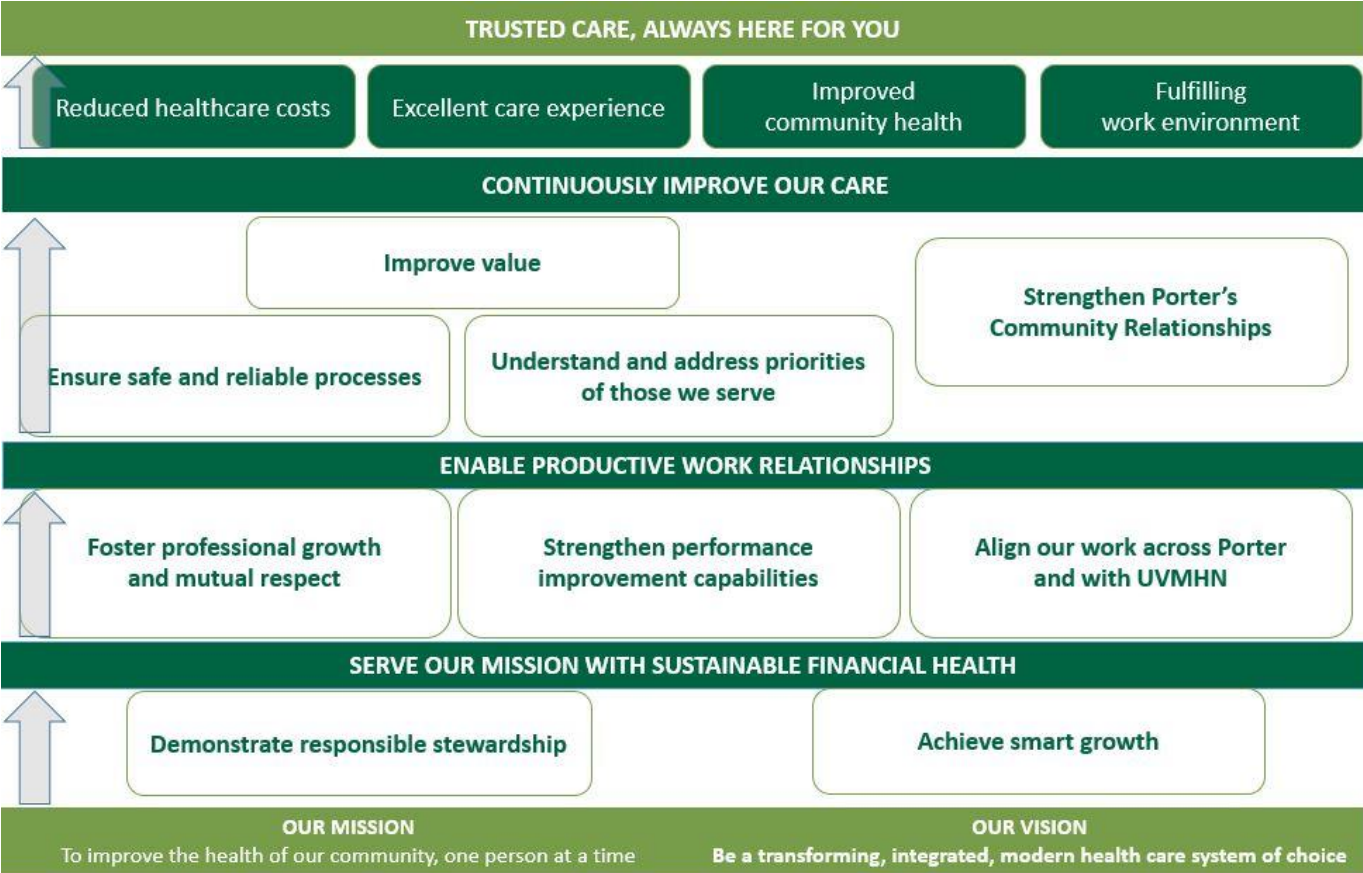 TRUSTED CARE, ALWAYS HERE FOR YOU
Reduced healthcare costs
Excellent care experience
Improved
community health
Fulfilling
work environment
CONTINUOUSLY IMPROVE OUR CARE
Improve value
Strengthen Porter’s
Community Relationships
Ensure safe and reliable processes
Understand and address priorities
of those we serve
ENABLE PRODUCTIVE WORK RELATIONSHIPS
Foster professional growth
and mutual respect
Strengthen performance
improvement capabilities
Align our work across Porter
and with UVMHN
SERVE OUR MISSION WITH SUSTAINABLE FINANCIAL HEALTH
Demonstrate responsible stewardship
Achieve smart growth
OUR MISSION
To improve the health of our community, one person at a time
OUR VISION
Be a transforming, integrated, modern health care system of choice